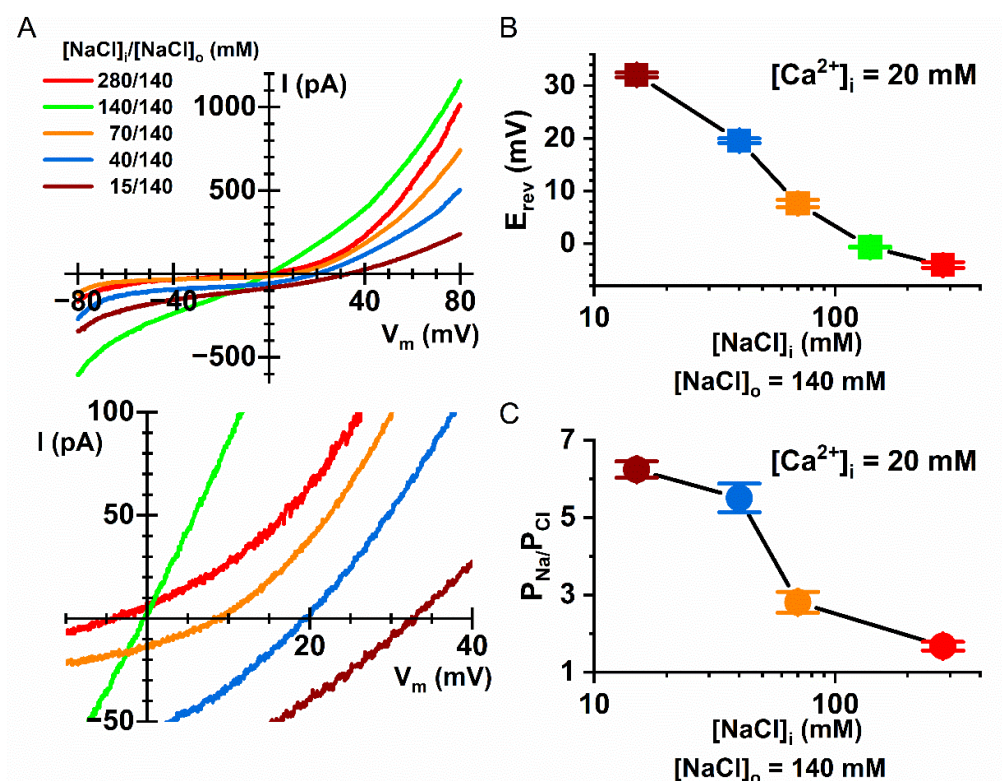 A
[NaCl]ᵢ/[NaCl]ₒ (mM)
280/140
140/140
70/140
40/140
15/140
I (pA)
1000
500
−80
−40
40
80
Vₘ (mV)
−500
100
I (pA)
50
20
40
Vₘ (mV)
−50
B
[Ca²⁺]ᵢ = 20 mM
Eᵣₑᵥ (mV)
30
20
10
0
10
100
[NaCl]ᵢ (mM)
[NaCl]ₒ = 140 mM
C
[Ca²⁺]ᵢ = 20 mM
P_Na/P_Cl
7
5
3
1
10
100
[NaCl]ᵢ (mM)
[NaCl]ₒ = 140 mM